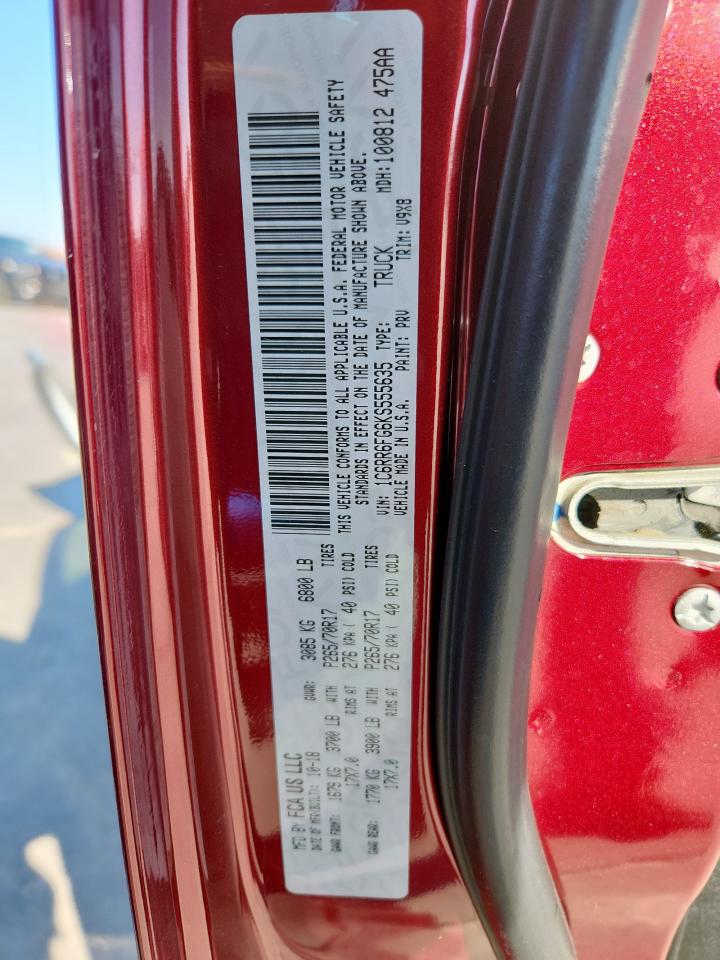 MFD BY FCA US LLC
DATE OF MFR(BUILT): 10-18 GVWR: 3085 KG 6800 LB
GAWR FRONT: 1679 KG 3700 LB WITH P265/70R17 TIRES
17X7.0 RIMS AT 276 KPA ( 40 PSI) COLD
GAWR REAR: 1770 KG 3900 LB WITH P265/70R17 TIRES
17X7.0 RIMS AT 276 KPA ( 40 PSI) COLD
THIS VEHICLE CONFORMS TO ALL APPLICABLE U.S.A. FEDERAL MOTOR VEHICLE SAFETY
STANDARDS IN EFFECT ON THE DATE OF MANUFACTURE SHOWN ABOVE.
VIN: 1C6RR6FG6KS555635 TYPE: TRUCK MDH: 100812 475AA
VEHICLE MADE IN U.S.A. PAINT: PRV TRIM: V9X8